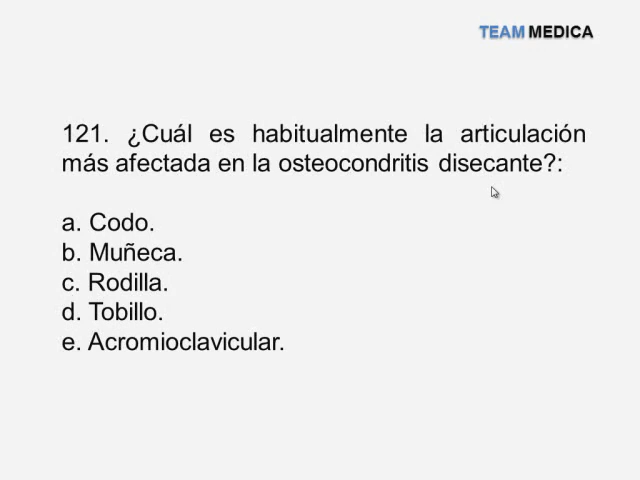 TEAM MEDICA
121. ¿Cuál es habitualmente la articulación
más afectada en la osteocondritis disecante?:
a. Codo.
b. Muñeca.
c. Rodilla.
d. Tobillo.
e. Acromioclavicular.